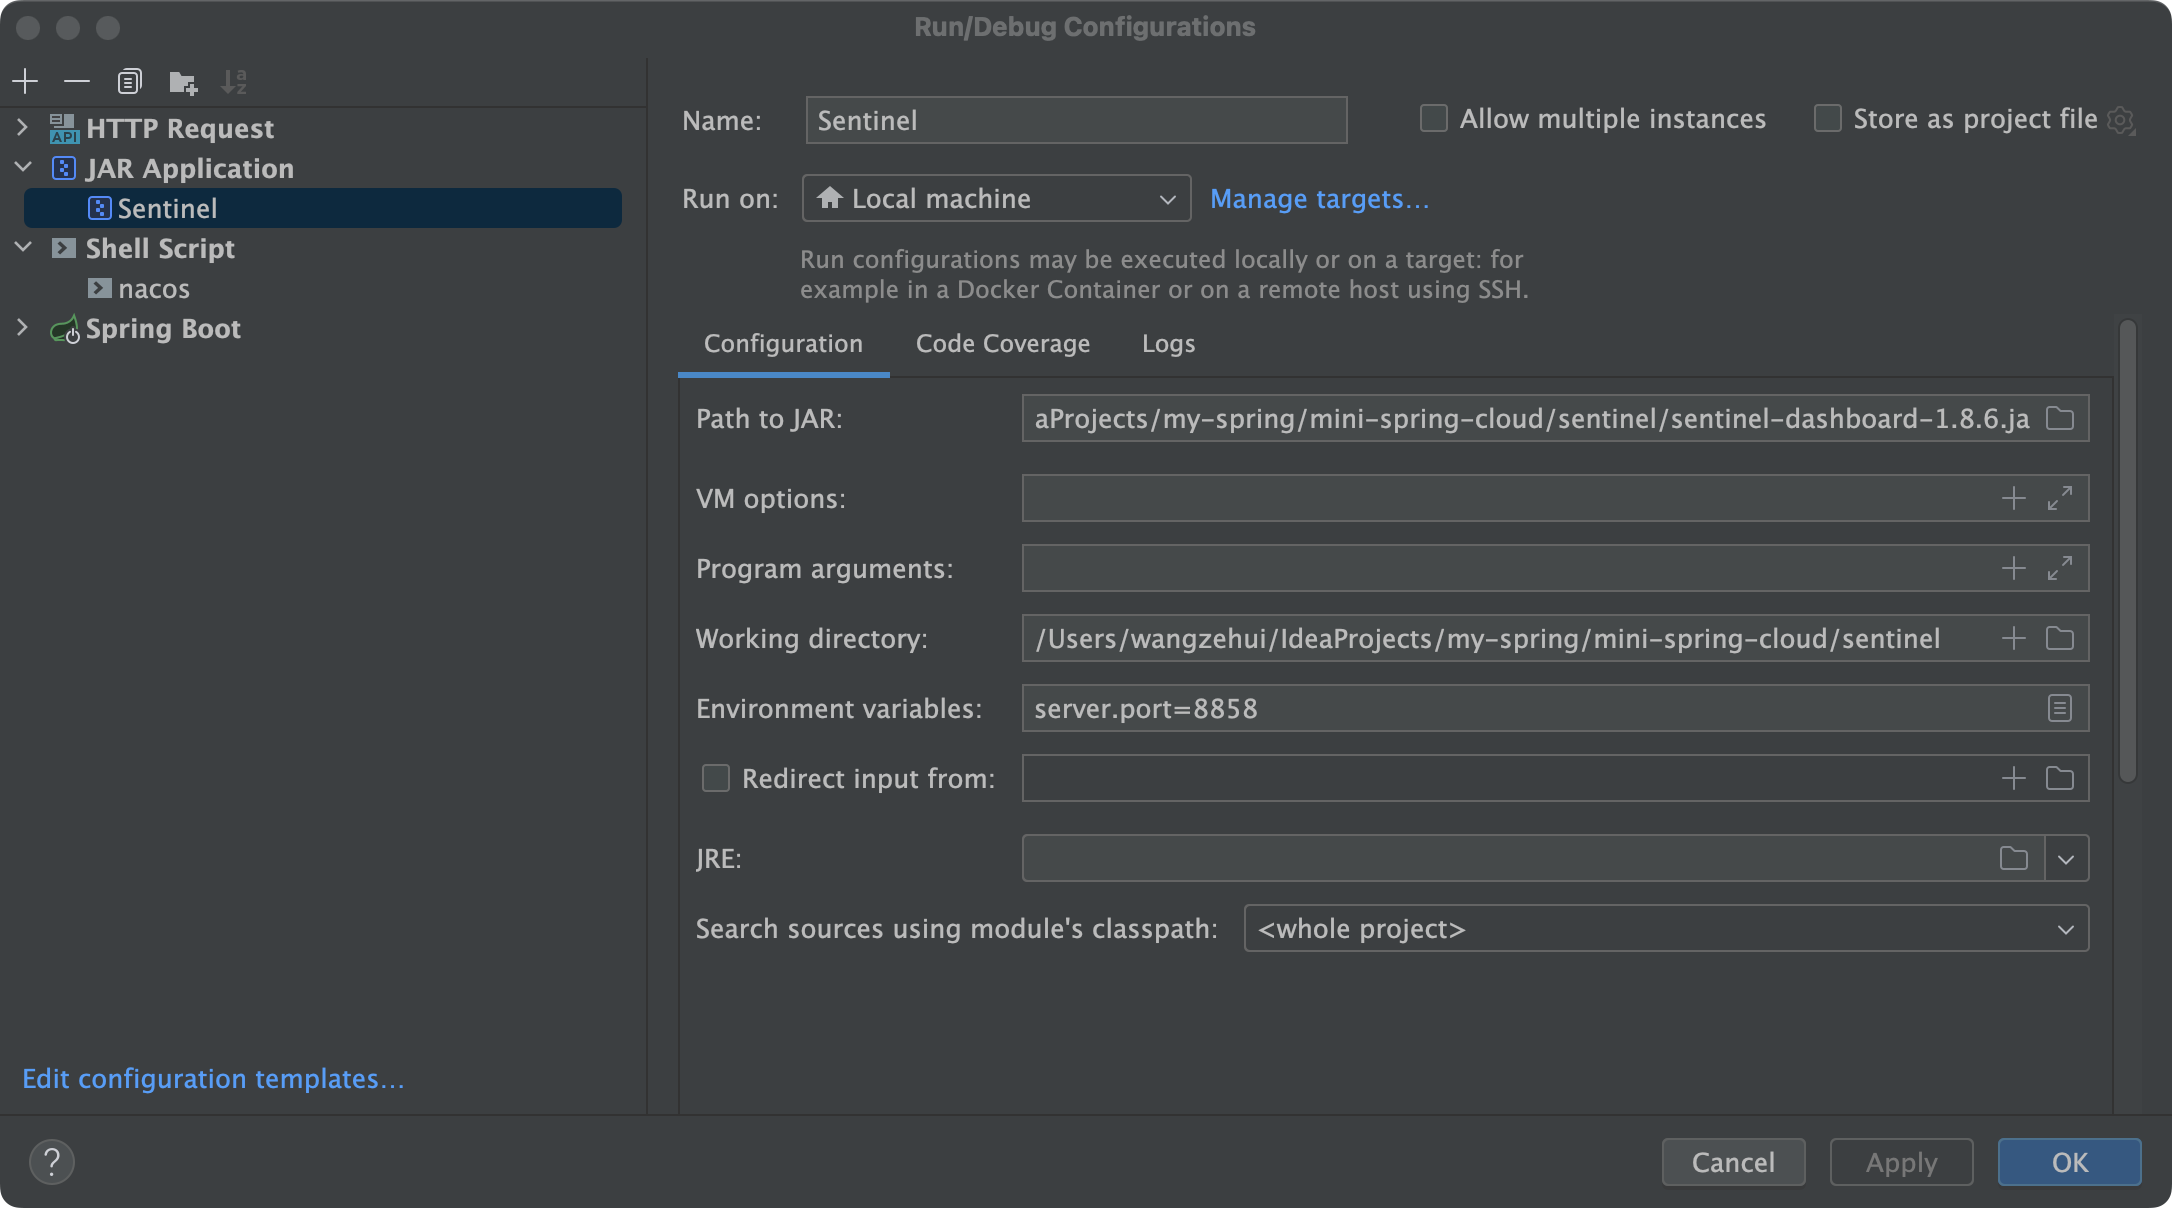 Run/Debug Configurations
HTTP Request
API
JAR Application
Sentinel
Shell Script
nacos
Spring Boot
Edit configuration templates...
Name: Sentinel
Allow multiple instances
Store as project file
Run on: Local machine
Manage targets...
Run configurations may be executed locally or on a target: for
example in a Docker Container or on a remote host using SSH.
Configuration Code Coverage Logs
Path to JAR: aProjects/my-spring/mini-spring-cloud/sentinel/sentinel-dashboard-1.8.6.ja
VM options:
Program arguments:
Working directory: /Users/wangzehui/IdeaProjects/my-spring/mini-spring-cloud/sentinel
Environment variables: server.port=8858
Redirect input from:
JRE:
Search sources using module's classpath: <whole project>
? Cancel Apply OK